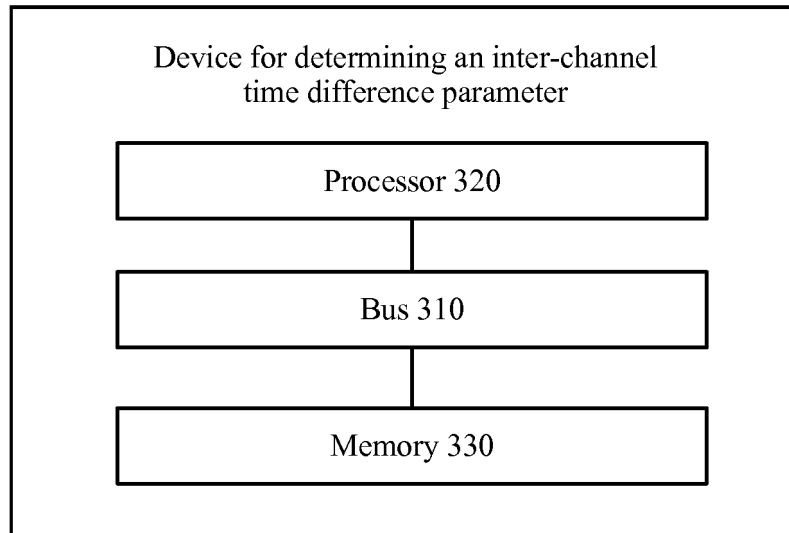 Device for determining an inter-channel
time difference parameter
Processor 320
Bus 310
Memory 330